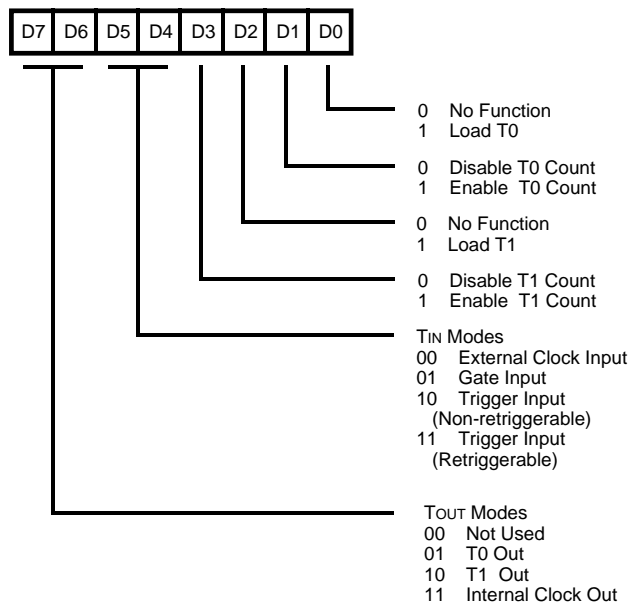 D7 D6 D5 D4 D3 D2 D1 D0
0 No Function
1 Load T0
0 Disable T0 Count
1 Enable T0 Count
0 No Function
1 Load T1
0 Disable T1 Count
1 Enable T1 Count
TIN Modes
00 External Clock Input
01 Gate Input
10 Trigger Input
(Non-retriggerable)
11 Trigger Input
(Retriggerable)
TOUT Modes
00 Not Used
01 T0 Out
10 T1 Out
11 Internal Clock Out